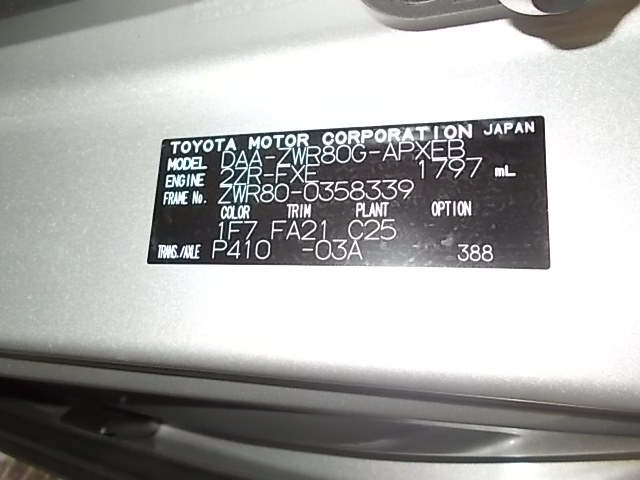 TOYOTA MOTOR CORPORATION JAPAN
MODEL DAA-ZWR80G-APXEB
ENGINE 2ZR-FXE 1797 mL
FRAME No. ZWR80-0358339
COLOR TRIM PLANT OPTION
1F7 FA21 C25
TRANS./AXLE P410 -03A 388